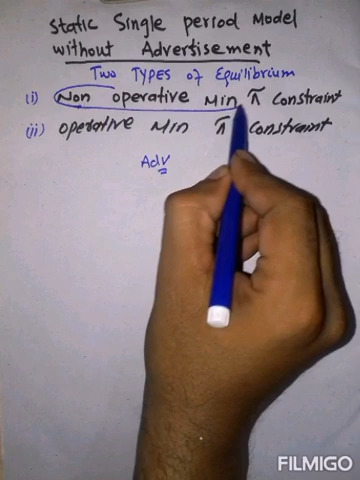 Static Single period Model
without Advertisement
Two Types of Equilibrium
(i) Non operative Min π Constraint
(ii) operative Min π Constraint
Adv
FILMIGO